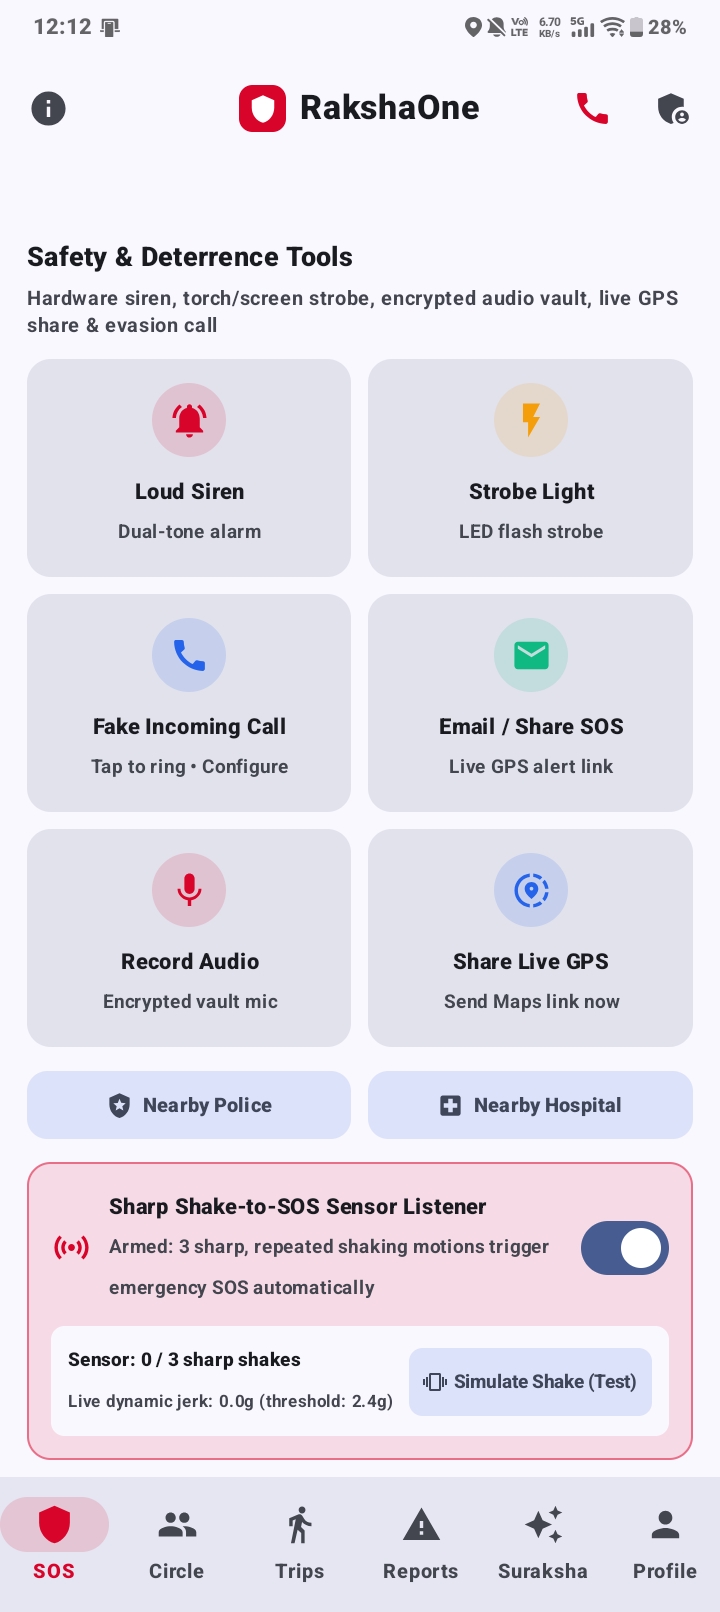 12:12
Vo) LTE 6.70 KB/s 5G 28%
RakshaOne
Safety & Deterrence Tools
Hardware siren, torch/screen strobe, encrypted audio vault, live GPS
share & evasion call
Loud Siren
Dual-tone alarm
Strobe Light
LED flash strobe
Fake Incoming Call
Tap to ring • Configure
Email / Share SOS
Live GPS alert link
Record Audio
Encrypted vault mic
Share Live GPS
Send Maps link now
Nearby Police
Nearby Hospital
Sharp Shake-to-SOS Sensor Listener
Armed: 3 sharp, repeated shaking motions trigger
emergency SOS automatically
Sensor: 0 / 3 sharp shakes
Live dynamic jerk: 0.0g (threshold: 2.4g)
Simulate Shake (Test)
SOS
Circle
Trips
Reports
Suraksha
Profile